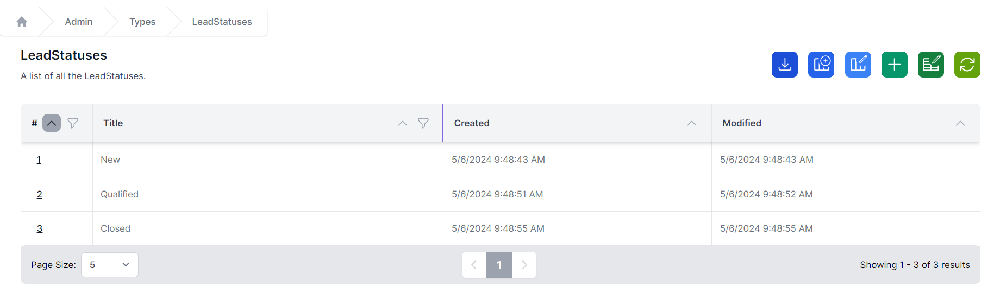 Admin Types LeadStatuses
LeadStatuses
A list of all the LeadStatuses.
# Title Created Modified
1 New 5/6/2024 9:48:43 AM 5/6/2024 9:48:43 AM
2 Qualified 5/6/2024 9:48:51 AM 5/6/2024 9:48:52 AM
3 Closed 5/6/2024 9:48:55 AM 5/6/2024 9:48:55 AM
Page Size: 5 1 Showing 1 - 3 of 3 results